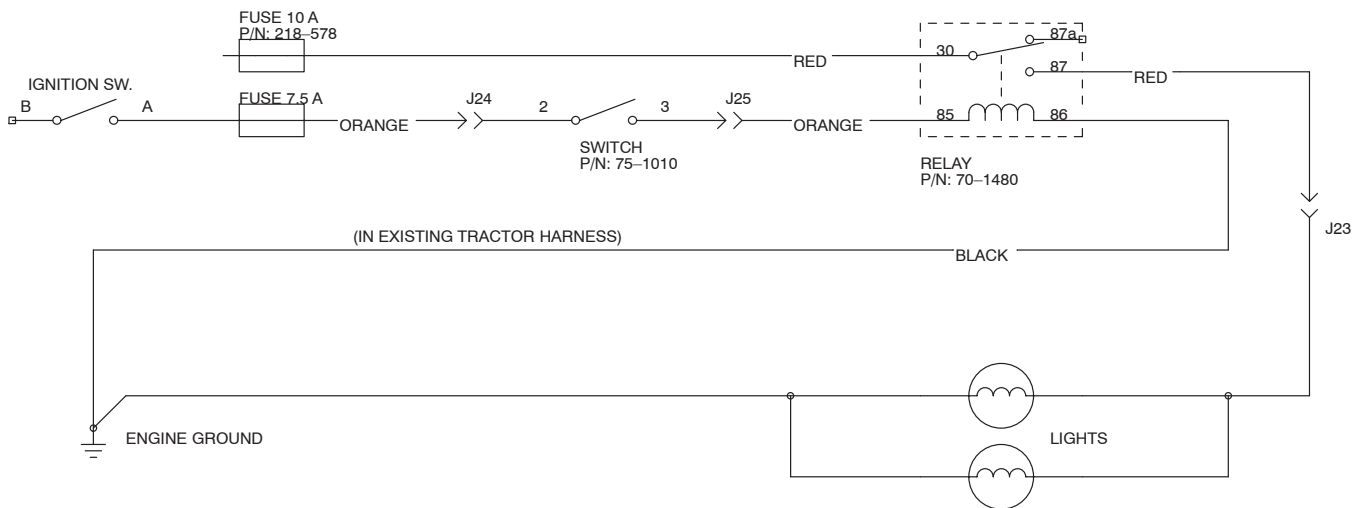 FUSE 10 A
P/N: 218–578
87a
30
RED
87
RED
IGNITION SW.
B
A
FUSE 7.5 A
ORANGE
J24
2
3
J25
ORANGE
85
86
SWITCH
P/N: 75–1010
RELAY
P/N: 70–1480
J23
(IN EXISTING TRACTOR HARNESS)
BLACK
ENGINE GROUND
LIGHTS